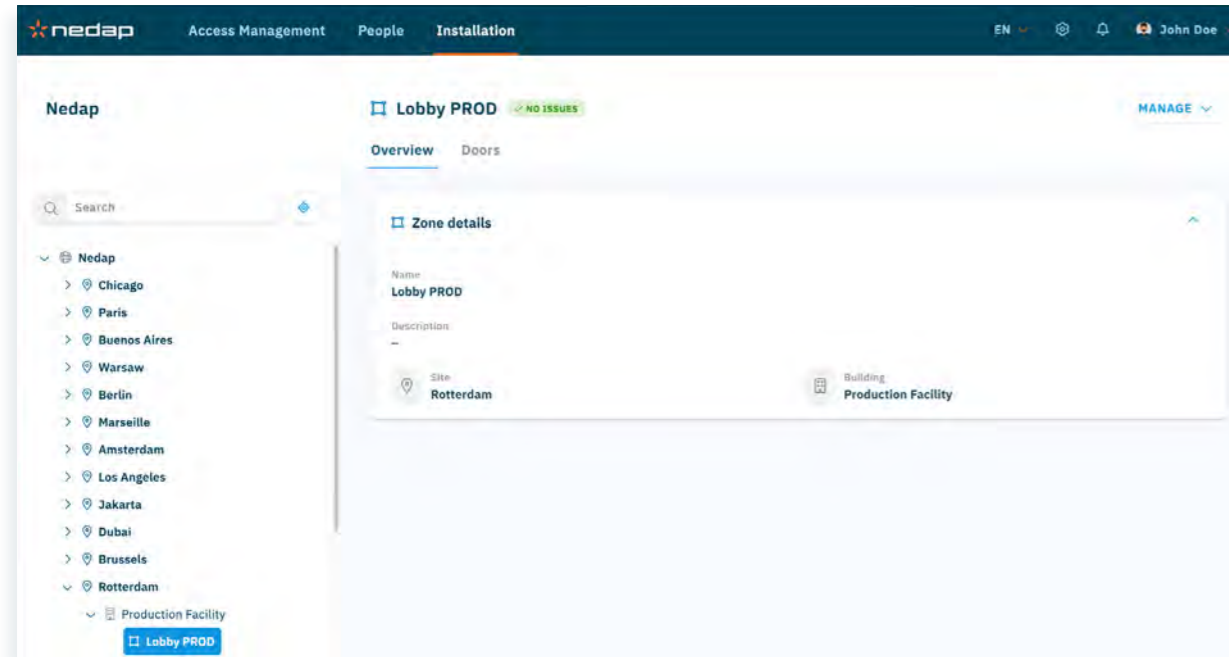 nedap Access Management People Installation EN John Doe
Nedap
Lobby PROD NO ISSUES MANAGE
Overview Doors
Search
Zone details
Nedap
Chicago
Paris
Buenos Aires
Warsaw
Berlin
Marseille
Amsterdam
Los Angeles
Jakarta
Dubai
Brussels
Rotterdam
Production Facility
Lobby PROD
Name
Lobby PROD
Description
–
Site
Rotterdam
Building
Production Facility